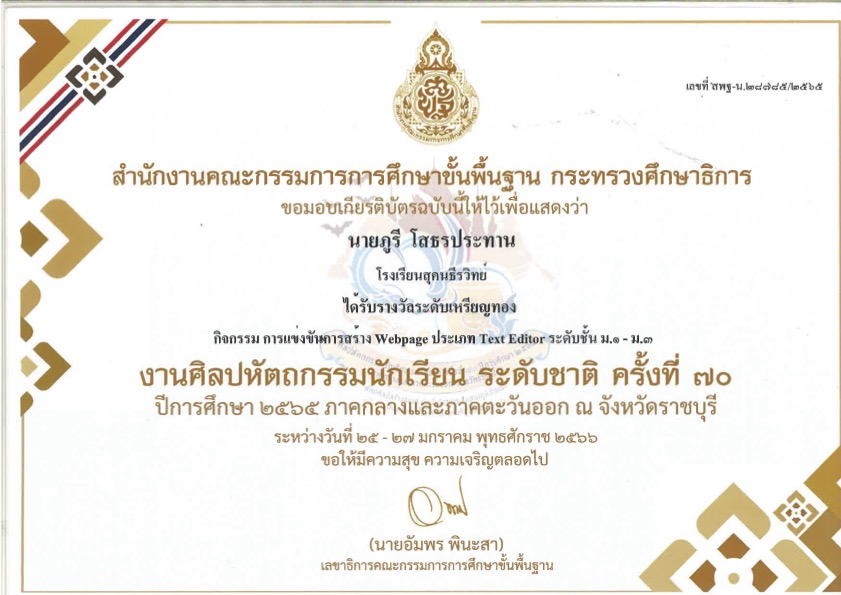 เลขที่ สพฐ-น.๒๘๗๘๕/๒๕๖๕
สำนักงานคณะกรรมการการศึกษาขั้นพื้นฐาน กระทรวงศึกษาธิการ
ขอมอบเกียรติบัตรฉบับนี้ให้ไว้เพื่อแสดงว่า
นายภูรี โสธรประทาน
โรงเรียนสุคนธีรวิทย์
ได้รับรางวัลระดับเหรียญทอง
กิจกรรม การแข่งขันการสร้าง Webpage ประเภท Text Editor ระดับชั้น ม.๑ - ม.๓
งานศิลปหัตถกรรมนักเรียน ระดับชาติ ครั้งที่ ๗๐
ปีการศึกษา ๒๕๖๕ ภาคกลางและภาคตะวันออก ณ จังหวัดราชบุรี
ระหว่างวันที่ ๒๕ - ๒๗ มกราคม พุทธศักราช ๒๕๖๖
ขอให้มีความสุข ความเจริญตลอดไป
(นายอัมพร พินะสา)
เลขาธิการคณะกรรมการการศึกษาขั้นพื้นฐาน